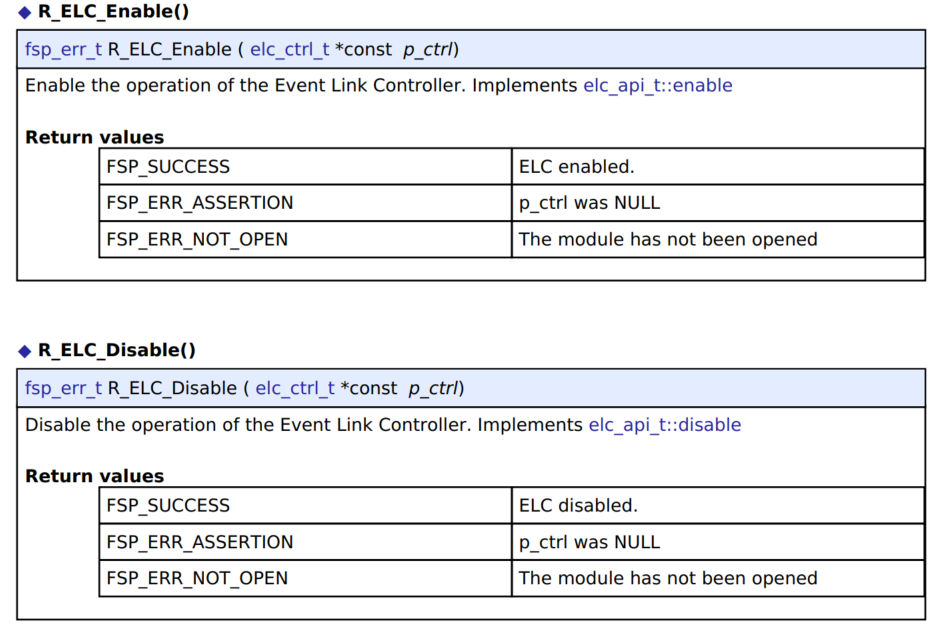 ◆ R_ELC_Enable()
fsp_err_t R_ELC_Enable ( elc_ctrl_t *const p_ctrl)
Enable the operation of the Event Link Controller. Implements elc_api_t::enable
Return values
FSP_SUCCESS ELC enabled.
FSP_ERR_ASSERTION p_ctrl was NULL
FSP_ERR_NOT_OPEN The module has not been opened
◆ R_ELC_Disable()
fsp_err_t R_ELC_Disable ( elc_ctrl_t *const p_ctrl)
Disable the operation of the Event Link Controller. Implements elc_api_t::disable
Return values
FSP_SUCCESS ELC disabled.
FSP_ERR_ASSERTION p_ctrl was NULL
FSP_ERR_NOT_OPEN The module has not been opened